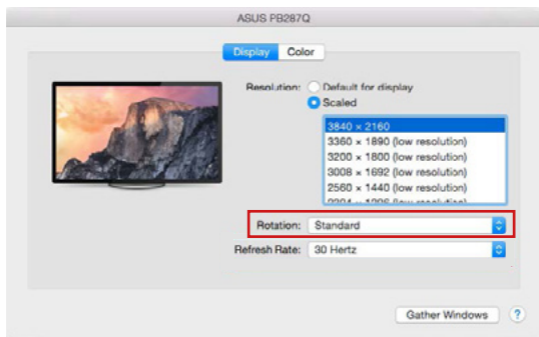 ASUS PB287Q
Display Color
Resolution: Default for display
Scaled
3840 × 2160
3360 × 1890 (low resolution)
3200 × 1800 (low resolution)
3008 × 1692 (low resolution)
2560 × 1440 (low resolution)
Rotation: Standard
Refresh Rate: 30 Hertz
Gather Windows ?